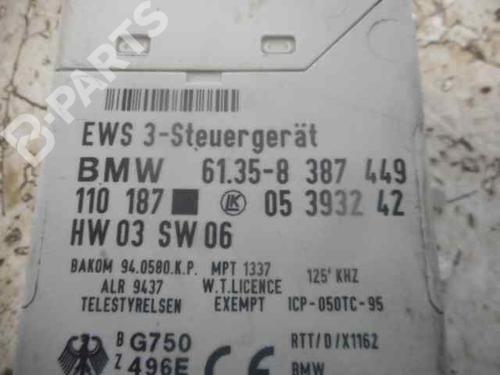 B-PARTS
EWS 3-Steuergerät
BMW 61.35-8 387 449
110 187 LK 05 3932 42
HW 03 SW 06
BAKOM 94.0580.K.P. MPT 1337 125' KHZ
ALR 9437 W.T.LICENCE
TELESTYRELSEN EXEMPT ICP-050TC-95
B G750 RTT/D/X1162
Z 496E CE BMW